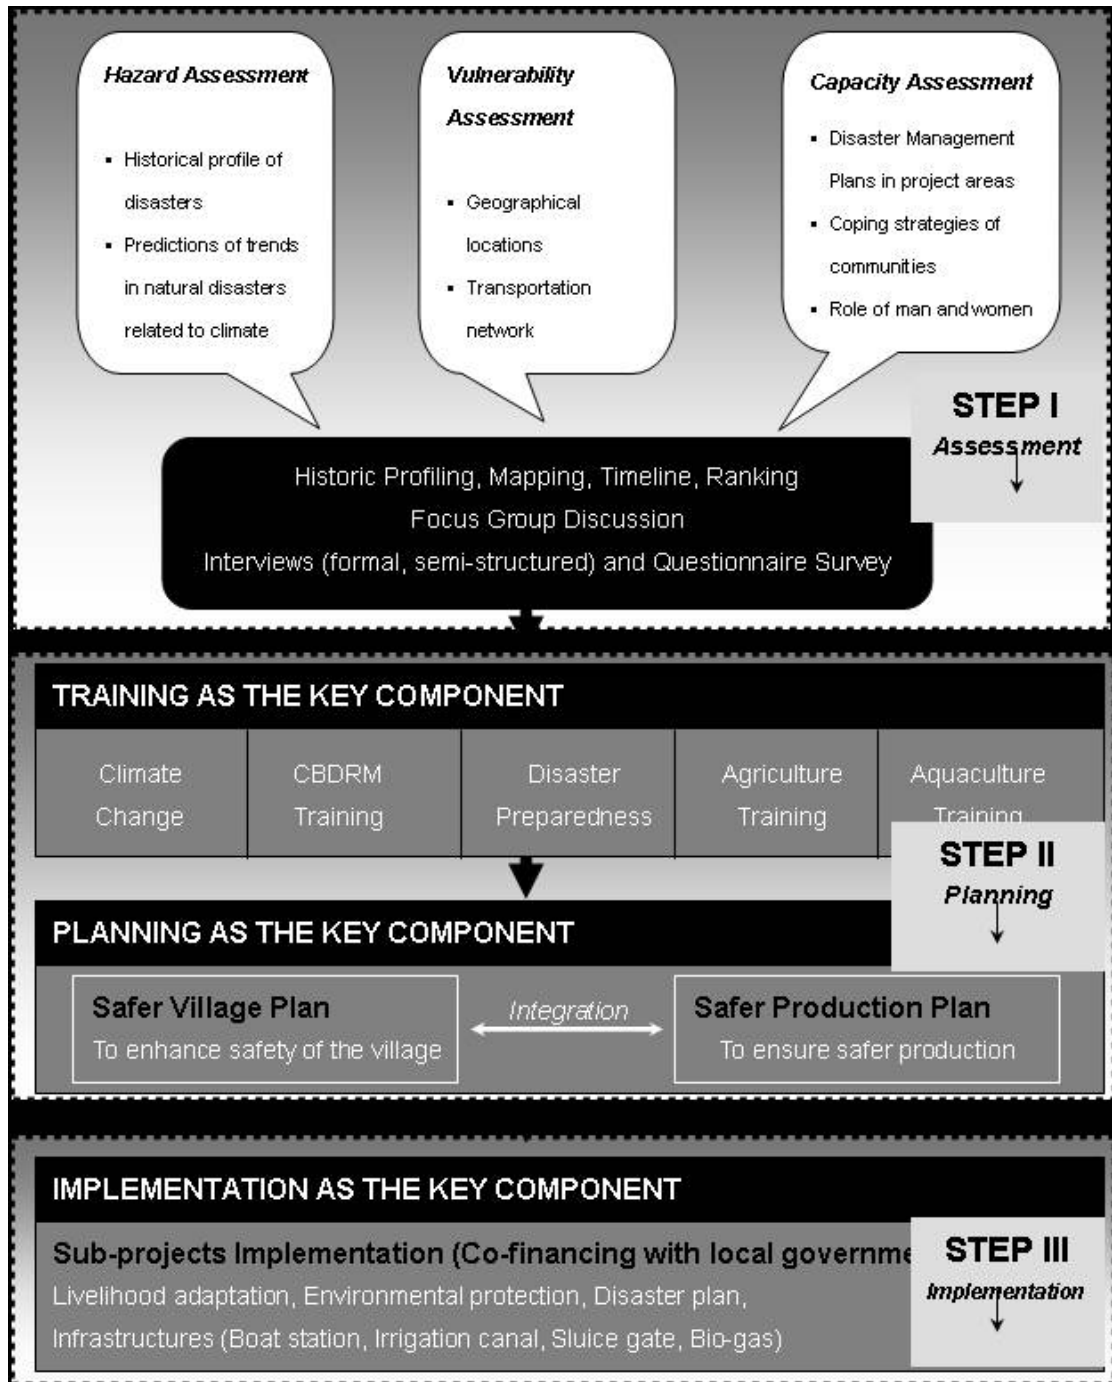 Hazard Assessment
▪ Historical profile of
disasters
▪ Predictions of trends
in natural disasters
related to climate
Vulnerability
Assessment
▪ Geographical
locations
▪ Transportation
network
Capacity Assessment
▪ Disaster Management
Plans in project areas
▪ Coping strategies of
communities
▪ Role of man and women
STEP I
Assessment
Historic Profiling, Mapping, Timeline, Ranking
Focus Group Discussion
Interviews (formal, semi-structured) and Questionnaire Survey
TRAINING AS THE KEY COMPONENT
Climate
Change
CBDRM
Training
Disaster
Preparedness
Agriculture
Training
Aquaculture
Training
STEP II
Planning
PLANNING AS THE KEY COMPONENT
Safer Village Plan
To enhance safety of the village
Integration
Safer Production Plan
To ensure safer production
IMPLEMENTATION AS THE KEY COMPONENT
Sub-projects Implementation (Co-financing with local governme
Livelihood adaptation, Environmental protection, Disaster plan,
Infrastructures (Boat station, Irrigation canal, Sluice gate, Bio-gas)
STEP III
Implementation